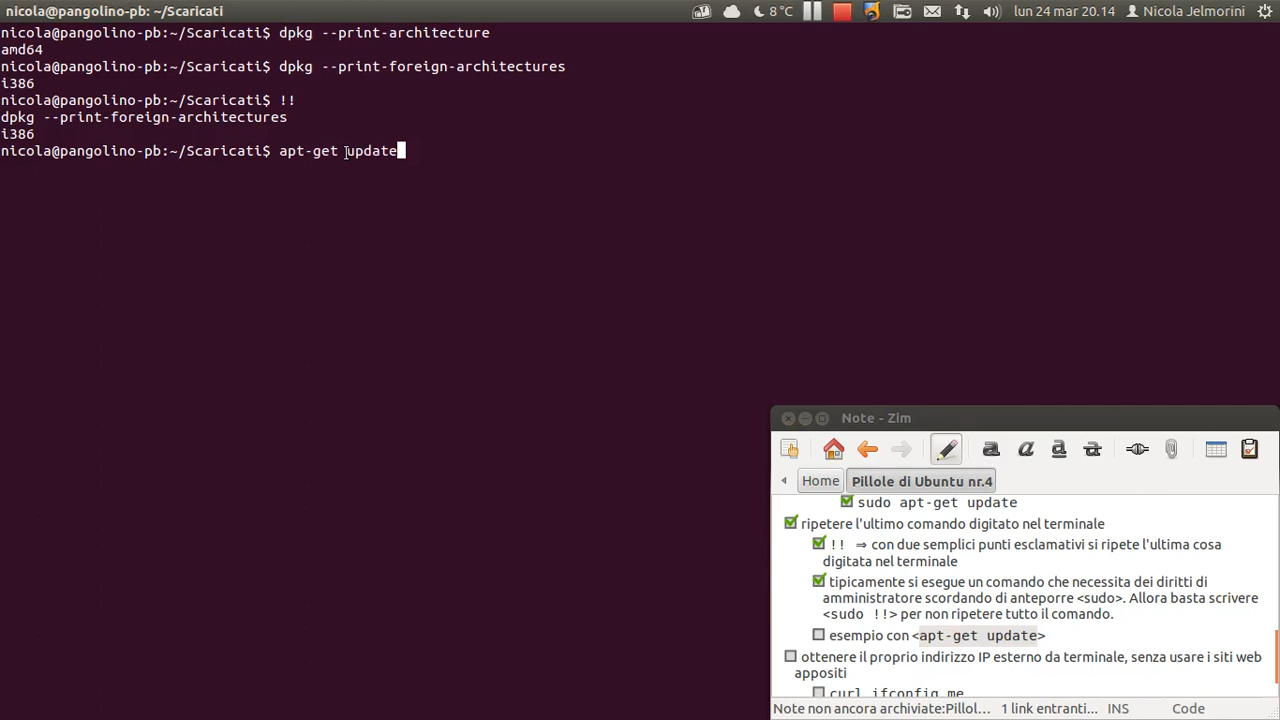 nicola@pangolino-pb: ~/Scaricati
8°C
lun 24 mar 20.14
Nicola Jelmorini
nicola@pangolino-pb:~/Scaricati$ dpkg --print-architecture
amd64
nicola@pangolino-pb:~/Scaricati$ dpkg --print-foreign-architectures
i386
nicola@pangolino-pb:~/Scaricati$ !!
dpkg --print-foreign-architectures
i386
nicola@pangolino-pb:~/Scaricati$ apt-get update
Note - Zim
Home
Pillole di Ubuntu nr.4
sudo apt-get update
ripetere l'ultimo comando digitato nel terminale
!! ⇒ con due semplici punti esclamativi si ripete l'ultima cosa
digitata nel terminale
tipicamente si esegue un comando che necessita dei diritti di
amministratore scordando di anteporre <sudo>. Allora basta scrivere
<sudo !!> per non ripetere tutto il comando.
esempio con <apt-get update>
ottenere il proprio indirizzo IP esterno da terminale, senza usare i siti web
appositi
curl ifconfig.me
Note non ancora archiviate:Pillol...
1 link entranti...
INS
Code